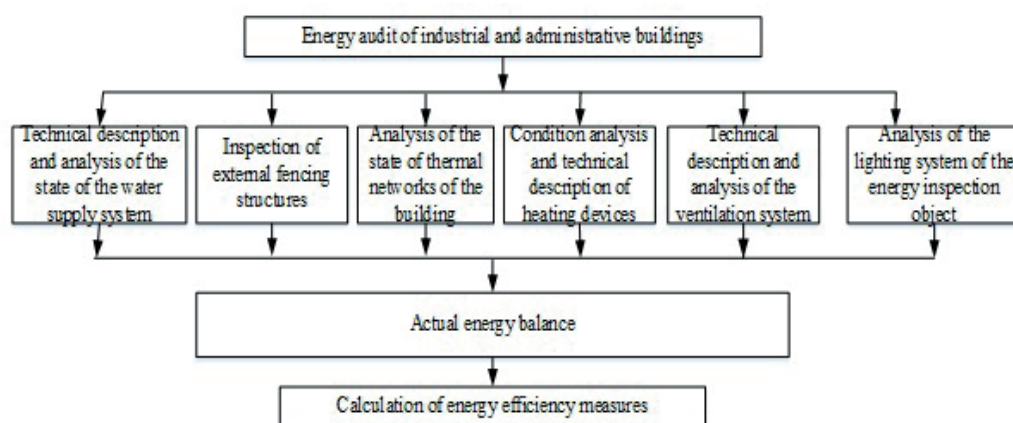 Energy audit of industrial and administrative buildings
Technical description
and analysis of the
state of the water
supply system
Inspection of
external fencing
structures
Analysis of the
state of thermal
networks of the
building
Condition analysis
and technical
description of
heating devices
Technical
description and
analysis of the
ventilation system
Analysis of the
lighting system of the
energy inspection
object
Actual energy balance
Calculation of energy efficiency measures